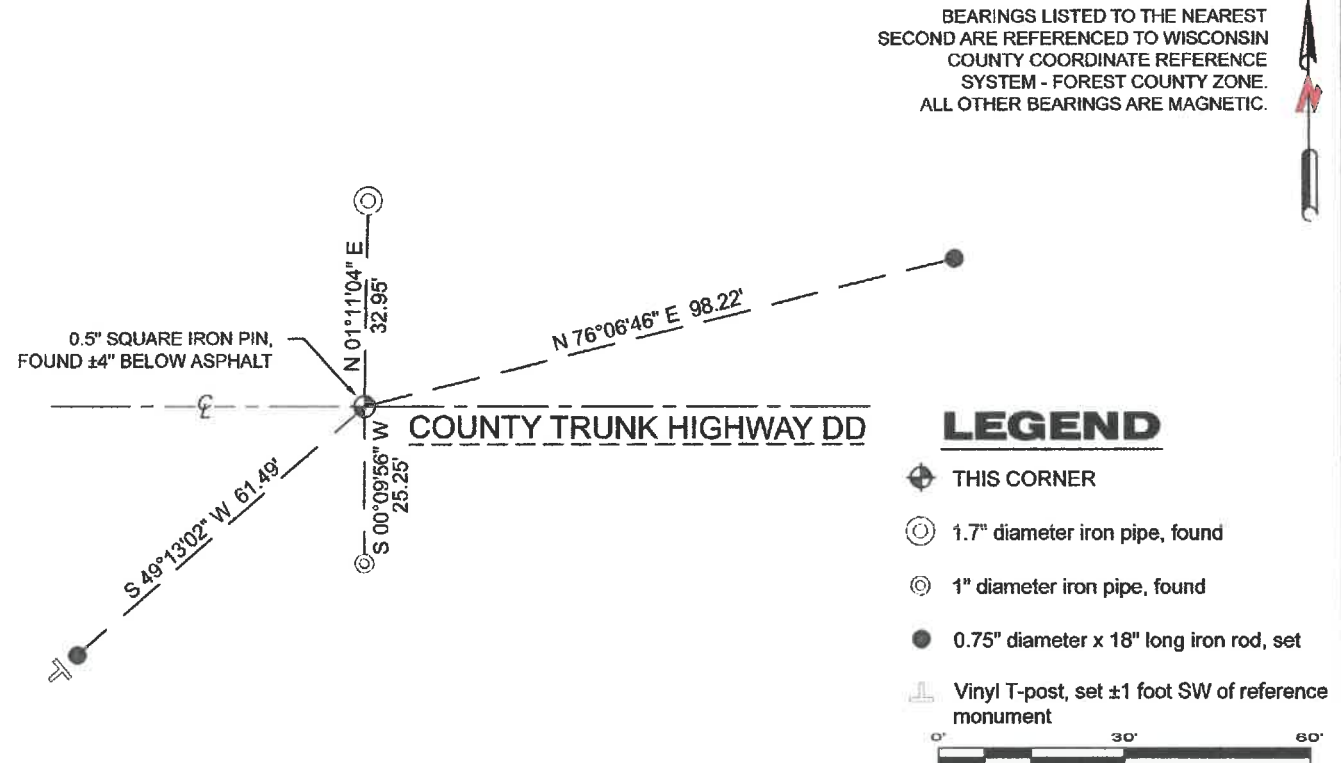 BEARINGS LISTED TO THE NEAREST
SECOND ARE REFERENCED TO WISCONSIN
COUNTY COORDINATE REFERENCE
SYSTEM - FOREST COUNTY ZONE.
ALL OTHER BEARINGS ARE MAGNETIC.
N
N 01°11'04" E
32.95'
0.5" SQUARE IRON PIN,
FOUND ±4" BELOW ASPHALT
N 76°06'46" E 98.22'
℄
COUNTY TRUNK HIGHWAY DD
S 00°09'56" W
25.25'
S 49°13'02" W 61.49'
LEGEND
THIS CORNER
1.7" diameter iron pipe, found
1" diameter iron pipe, found
0.75" diameter x 18" long iron rod, set
Vinyl T-post, set ±1 foot SW of reference
monument
0' 30' 60'